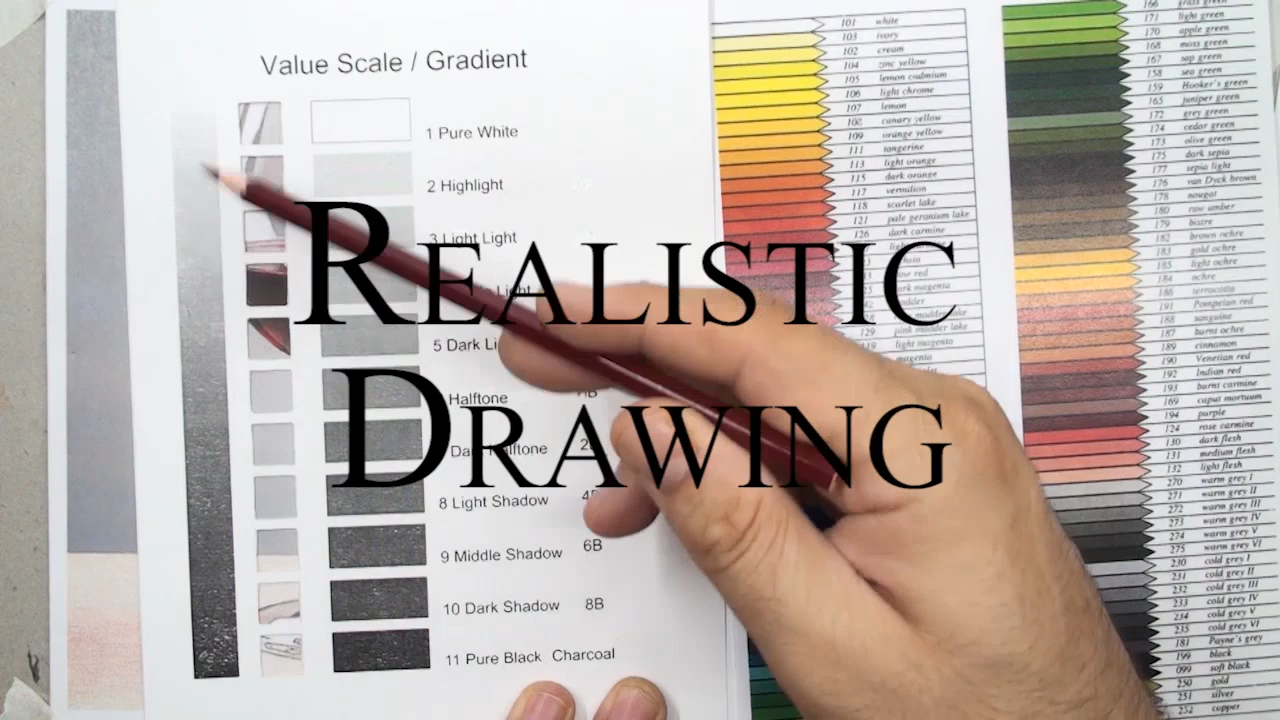 Value Scale / Gradient
1 Pure White
2 Highlight
3 Light Light
5 Dark Li
Halftone
HB
Halftone
8 Light Shadow
9 Middle Shadow 6B
10 Dark Shadow 8B
11 Pure Black Charcoal
REALISTIC
DRAWING
101 white
103 ivory
102 cream
104 zinc yellow
105 lemon cadmium
106 light chrome
107 lemon
108 canary yellow
109 orange yellow
111 tangerine
113 light orange
115 dark orange
117 vermilion
118 scarlet lake
121 pale geranium lake
126 dark carmine
129 pink madder lake
light magenta
magenta
166 grass green
171 light green
170 apple green
168 moss green
167 sap green
158 sea green
159 Hooker's green
165 juniper green
172 grey green
174 cedar green
173 olive green
175 dark sepia
177 sepia light
176 van Dyck brown
178 nougat
180 raw umber
179 bistre
182 brown ochre
183 gold ochre
185 light ochre
184 ochre
186 terracotta
191 Pompeian red
188 sanguine
187 burnt ochre
189 cinnamon
190 Venetian red
192 Indian red
193 burnt carmine
169 caput mortuum
194 purple
124 rose carmine
130 dark flesh
131 medium flesh
132 light flesh
270 warm grey I
271 warm grey II
272 warm grey III
273 warm grey IV
274 warm grey V
275 warm grey VI
230 cold grey I
231 cold grey II
232 cold grey III
233 cold grey IV
234 cold grey V
235 cold grey VI
181 Payne's grey
199 black
099 soft black
250 gold
251 silver
252 copper